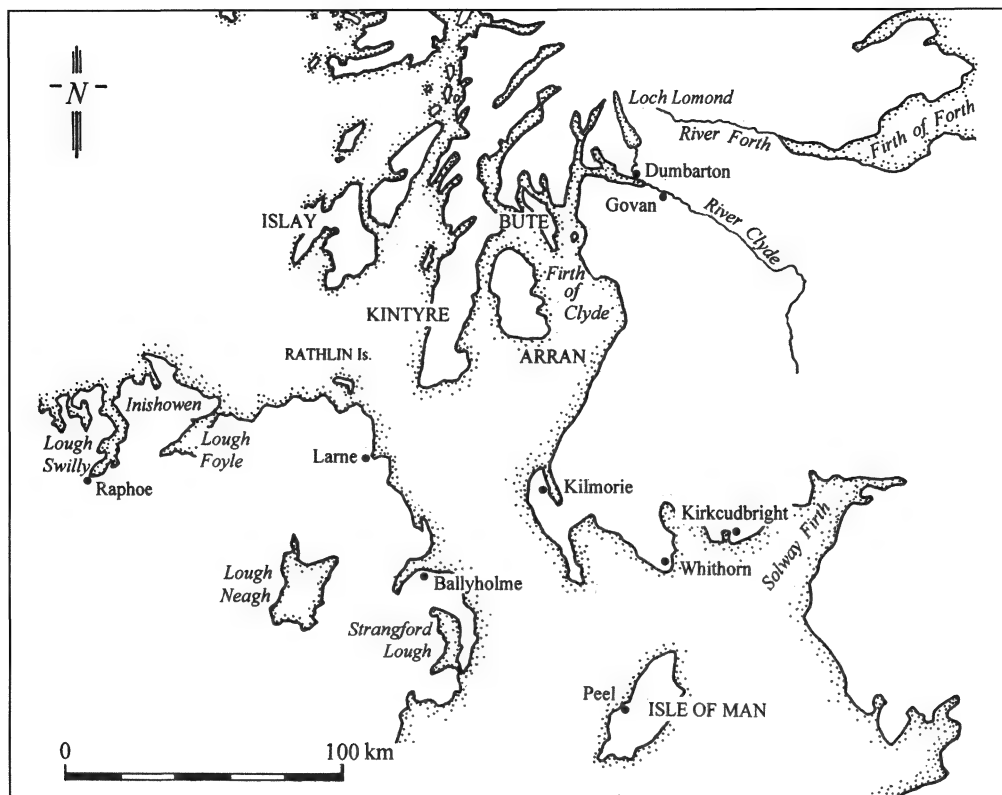 N
Loch Lomond
River Forth
Firth of Forth
Dumbarton
Govan
River Clyde
ISLAY
BUTE
Firth
of
Clyde
KINTYRE
ARRAN
RATHLIN Is.
Inishowen
Lough
Swilly
Lough
Foyle
Raphoe
Larne
Kilmorie
Kirkcudbright
Whithorn
Solway Firth
Lough
Neagh
Ballyholme
Strangford
Lough
Peel
ISLE OF MAN
0
100 km